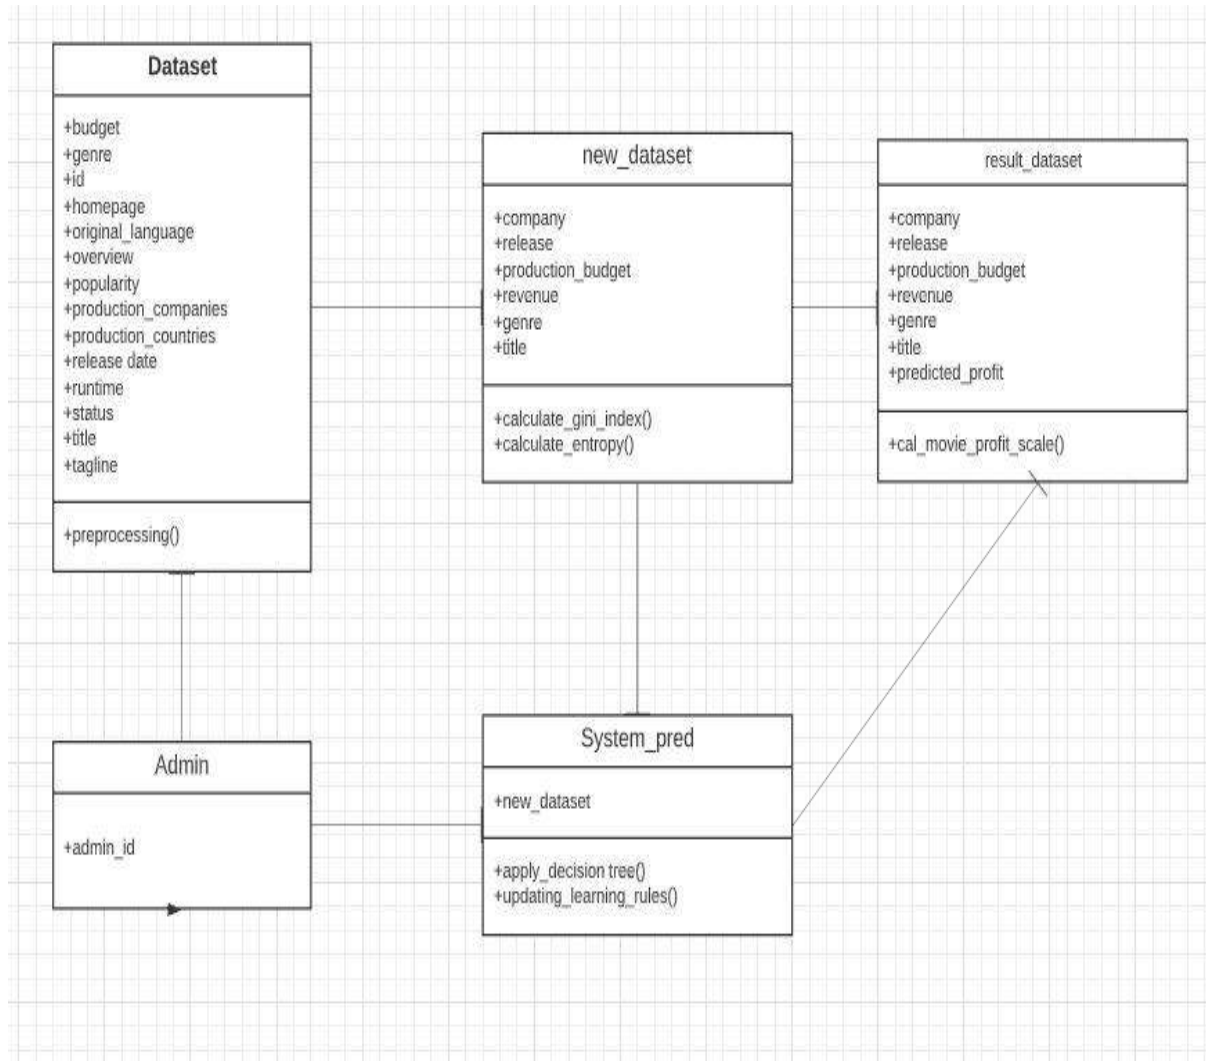 Dataset
+budget
+genre
+id
+homepage
+original_language
+overview
+popularity
+production_companies
+production_countries
+release date
+runtime
+status
+title
+tagline
+preprocessing()
new_dataset
+company
+release
+production_budget
+revenue
+genre
+title
+calculate_gini_index()
+calculate_entropy()
result_dataset
+company
+release
+production_budget
+revenue
+genre
+title
+predicted_profit
+cal_movie_profit_scale()
Admin
+admin_id
System_pred
+new_dataset
+apply_decision tree()
+updating_learning_rules()